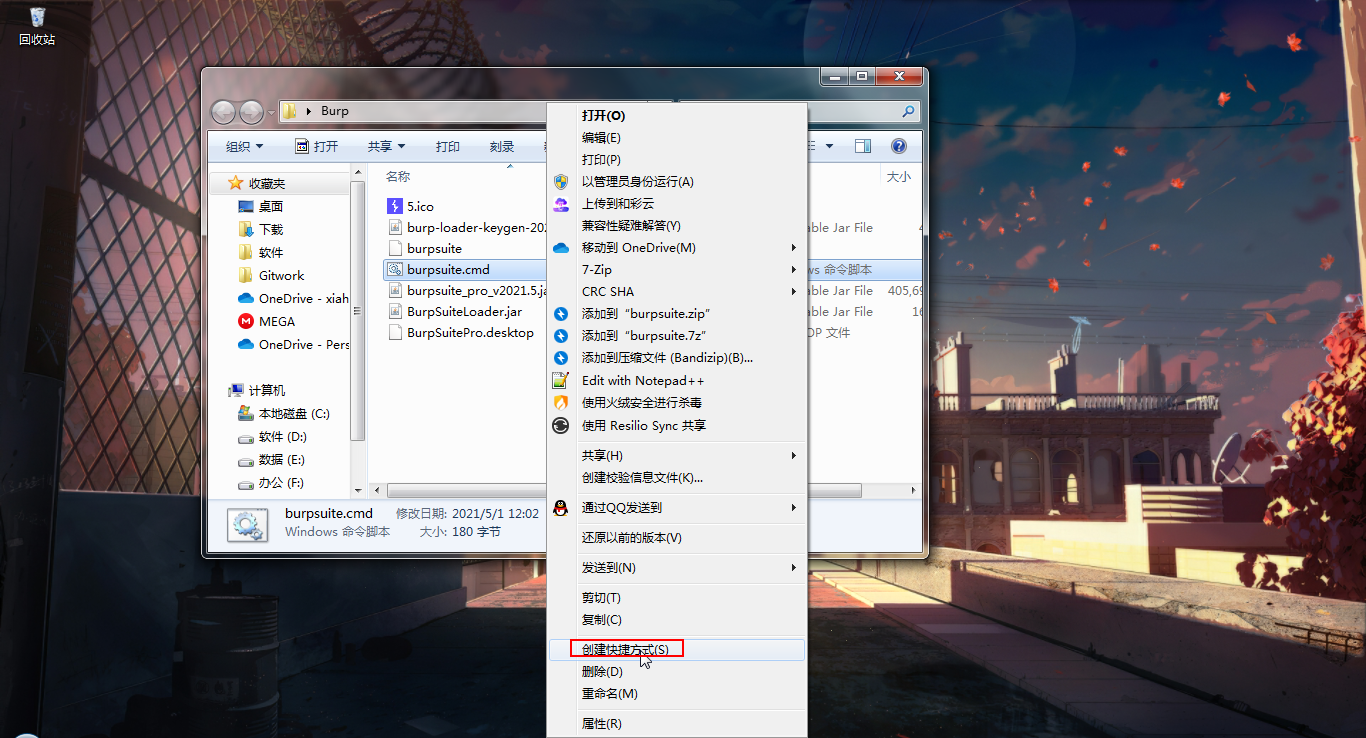 回收站
Burp
组织
打开
共享
打印
刻录
收藏夹
桌面
下载
软件
Gitwork
OneDrive - xiah
MEGA
OneDrive - Pers
计算机
本地磁盘 (C:)
软件 (D:)
数据 (E:)
办公 (F:)
名称
大小
5.ico
burp-loader-keygen-202
able Jar File
burpsuite
burpsuite.cmd
ws 命令脚本
burpsuite_pro_v2021.5.ja
able Jar File
405,69
BurpSuiteLoader.jar
able Jar File
BurpSuitePro.desktop
OP 文件
burpsuite.cmd
修改日期: 2021/5/1 12:02
Windows 命令脚本
大小: 180 字节
打开(O)
编辑(E)
打印(P)
以管理员身份运行(A)
上传到和彩云
兼容性疑难解答(Y)
移动到 OneDrive(M)
7-Zip
CRC SHA
添加到 “burpsuite.zip”
添加到 “burpsuite.7z”
添加到压缩文件 (Bandizip)(B)...
Edit with Notepad++
使用火绒安全进行杀毒
使用 Resilio Sync 共享
共享(H)
创建校验信息文件(K)...
通过QQ发送到
还原以前的版本(V)
发送到(N)
剪切(T)
复制(C)
创建快捷方式(S)
删除(D)
重命名(M)
属性(R)